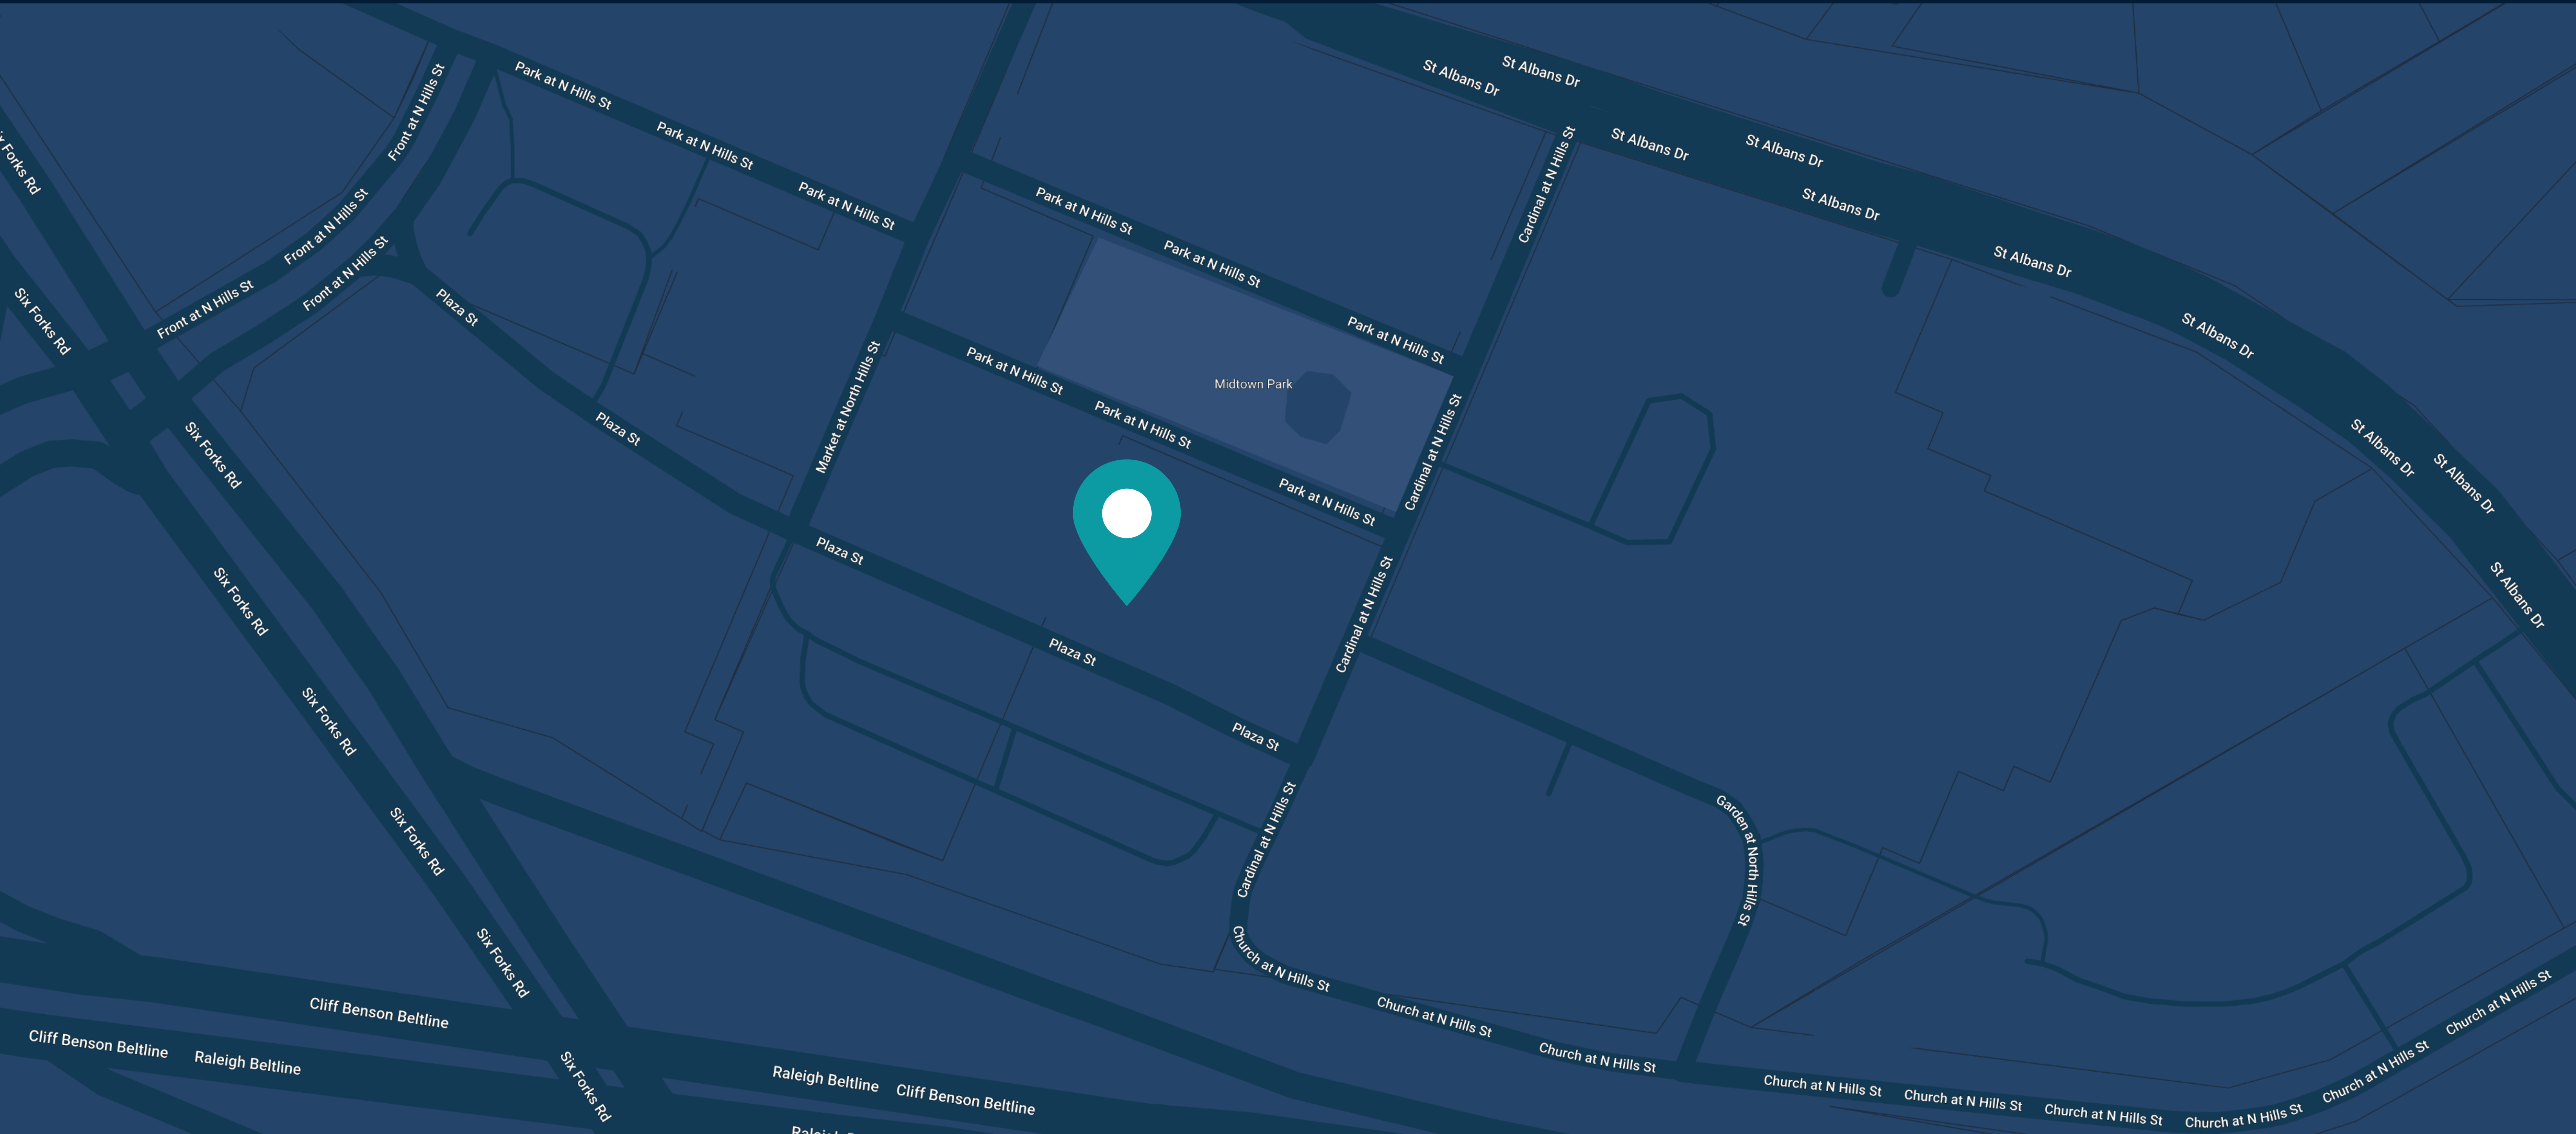 St Albans Dr
St Albans Dr
Park at N Hills St
Front at N Hills St
Park at N Hills St
St Albans Dr
St Albans Dr
Six Forks Rd
Cardinal at N Hills St
Park at N Hills St
Park at N Hills St
St Albans Dr
Front at N Hills St
Front at N Hills St
Park at N Hills St
St Albans Dr
Front at N Hills St
Plaza St
Six Forks Rd
Park at N Hills St
St Albans Dr
Park at N Hills St
Midtown Park
Market at North Hills St
Park at N Hills St
Plaza St
Cardinal at N Hills St
St Albans Dr
Six Forks Rd
St Albans Dr
Park at N Hills St
Plaza St
Six Forks Rd
Cardinal at N Hills St
St Albans Dr
Plaza St
Six Forks Rd
Plaza St
Six Forks Rd
Cardinal at N Hills St
Garden at North Hills St
Six Forks Rd
Church at N Hills St
Church at N Hills St
Cliff Benson Beltline
Church at N Hills St
Church at N Hills St
Cliff Benson Beltline
Raleigh Beltline
Church at N Hills St
Raleigh Beltline
Cliff Benson Beltline
Six Forks Rd
Church at N Hills St
Church at N Hills St
Church at N Hills St
Church at N Hills St